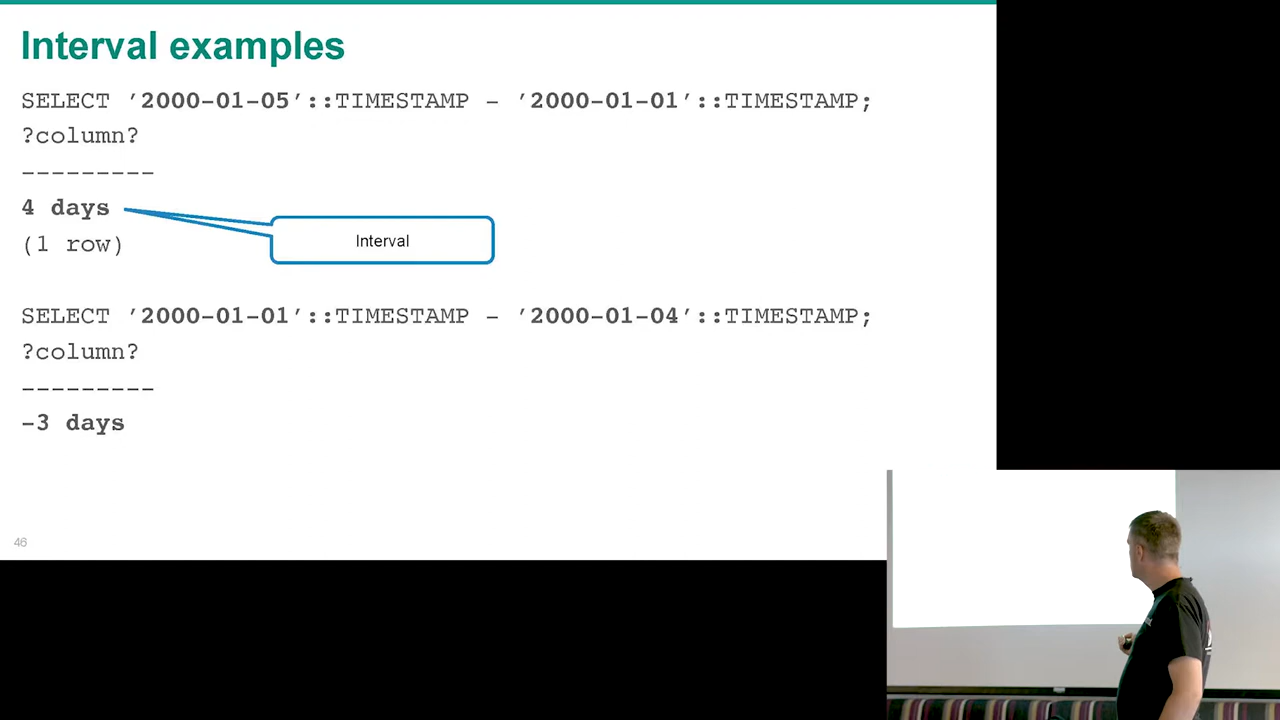 Interval examples
SELECT ’2000-01-05’::TIMESTAMP - ’2000-01-01’::TIMESTAMP;
?column?
---------
4 days
(1 row)
Interval
SELECT ’2000-01-01’::TIMESTAMP - ’2000-01-04’::TIMESTAMP;
?column?
---------
-3 days
46